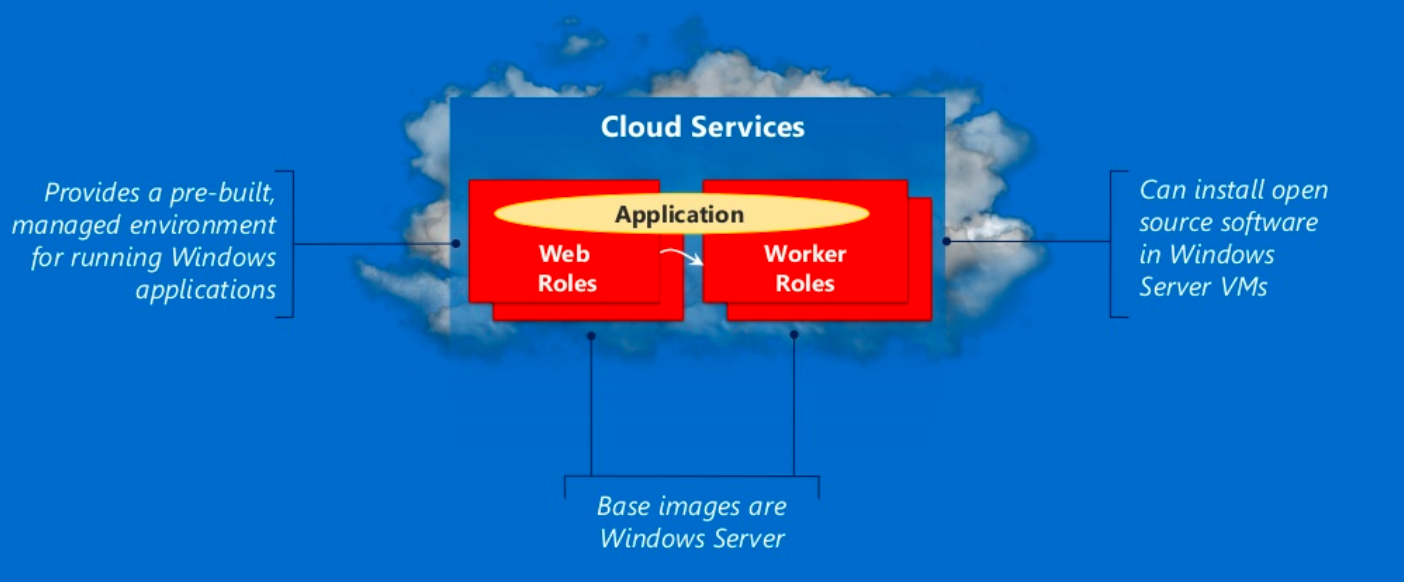 Cloud Services
Provides a pre-built,
managed environment
for running Windows
applications
Application
Web
Roles
Worker
Roles
Can install open
source software
in Windows
Server VMs
Base images are
Windows Server